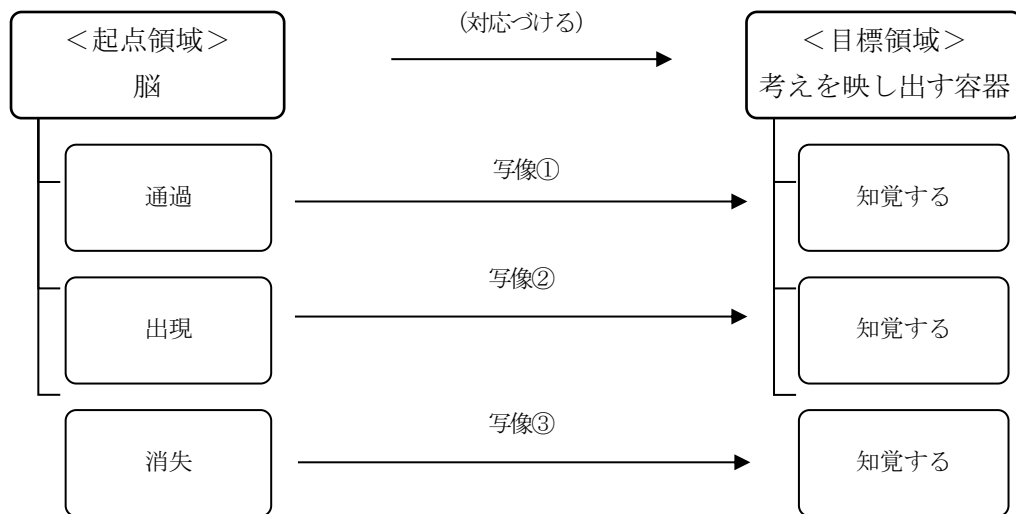 <起点領域>
脳
(対応づける)
<目標領域>
考えを映し出す容器
通過
写像①
知覚する
出現
写像②
知覚する
消失
写像③
知覚する